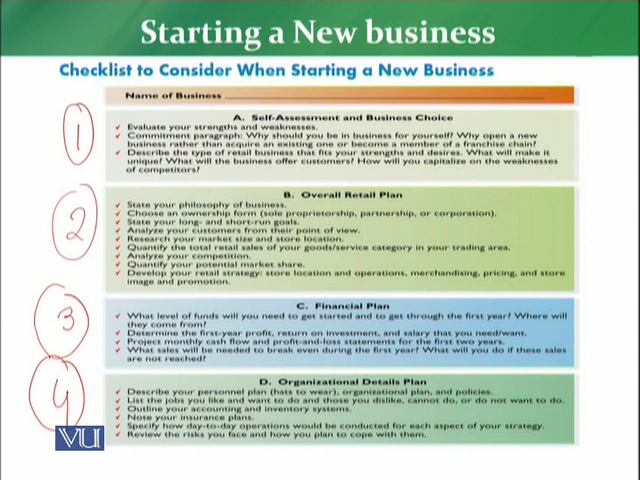 Starting a New business
Checklist to Consider When Starting a New Business
Name of Business
1
A. Self-Assessment and Business Choice
Evaluate your strengths and weaknesses.
Commitment paragraph: Why should you be in business for yourself? Why open a new
business rather than acquire an existing one or become a member of a franchise chain?
Describe the type of retail business that fits your strengths and desires. What will make it
unique? What will the business offer customers? How will you capitalize on the weaknesses
of competitors?
2
B. Overall Retail Plan
State your philosophy of business.
Choose an ownership form (sole proprietorship, partnership, or corporation).
State your long- and short-run goals.
Analyze your customers from their point of view.
Research your market size and store location.
Quantify the total retail sales of your goods/service category in your trading area.
Analyze your competition.
Quantify your potential market share.
Develop your retail strategy: store location and operations, merchandising, pricing, and store
image and promotion.
3
C. Financial Plan
What level of funds will you need to get started and to get through the first year? Where will
they come from?
Determine the first-year profit, return on investment, and salary that you need/want.
Project monthly cash flow and profit-and-loss statements for the first two years.
What sales will be needed to break even during the first year? What will you do if these sales
are not reached?
4
D. Organizational Details Plan
Describe your personnel plan (hats to wear), organizational plan, and policies.
List the jobs you like and want to do and those you dislike, cannot do, or do not want to do.
Outline your accounting and inventory systems.
Note your insurance plans.
Specify how day-to-day operations would be conducted for each aspect of your strategy.
Review the risks you face and how you plan to cope with them.
VU